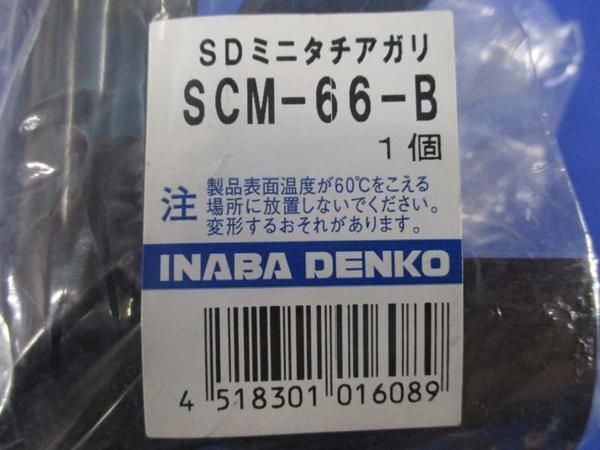 SDミニタチアガリ
SCM-66-B
1個
注 製品表面温度が60℃をこえる
場所に放置しないでください。
変形するおそれがあります。
INABA DENKO
4 518301 016089